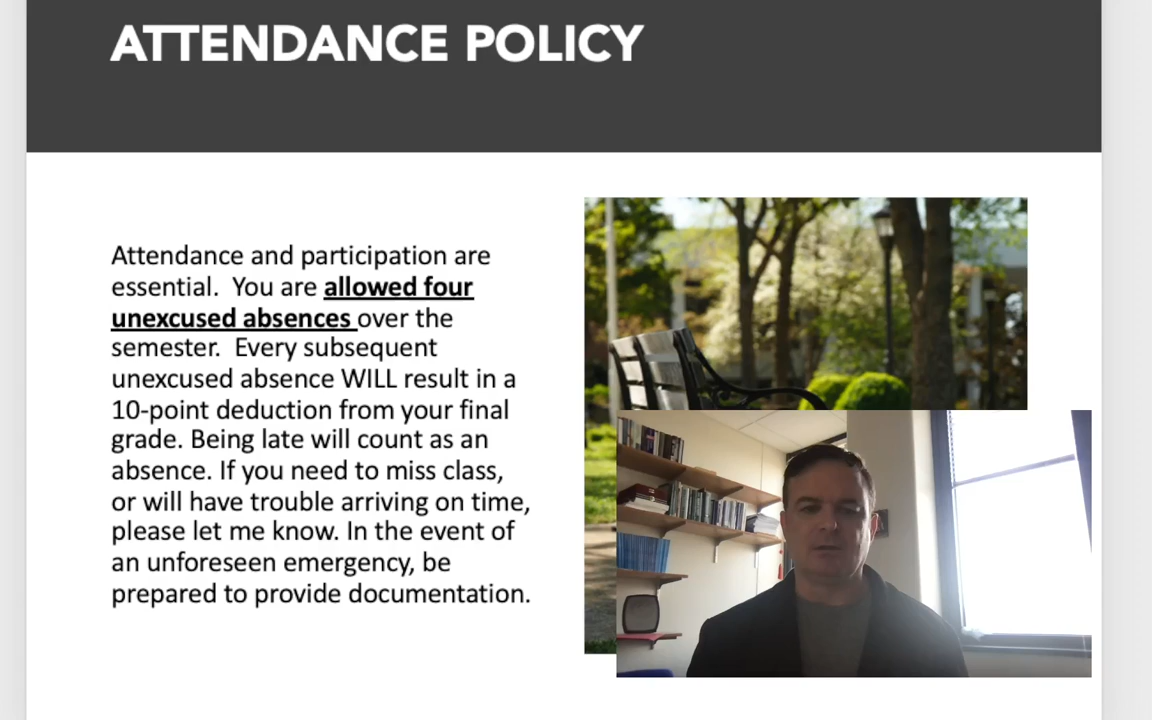 ATTENDANCE POLICY
Attendance and participation are
essential.  You are allowed four
unexcused absences over the
semester.  Every subsequent
unexcused absence WILL result in a
10-point deduction from your final
grade. Being late will count as an
absence. If you need to miss class,
or will have trouble arriving on time,
please let me know. In the event of
an unforeseen emergency, be
prepared to provide documentation.